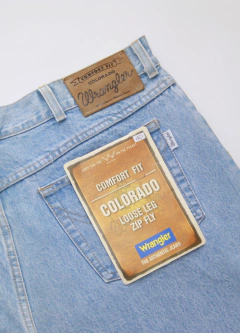 COMFORT FIT
COLORADO
Wrangler
COMFORT FIT
COLORADO
LOOSE LEG
ZIP FLY
Wrangler
THE AUTHENTIC JEANS